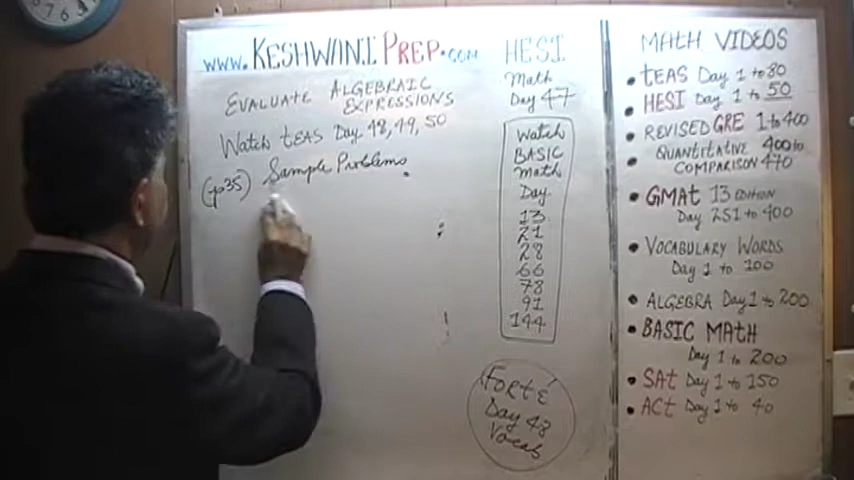 www.KESHWANIPREP.com
EVALUATE ALGEBRAIC
EXPRESSIONS
Watch tEAS Day 48, 49, 50
(p35) Sample Problems
HESI
Math
Day 47
Watch
BASIC
Math
Day
13
21
28
66
78
91
144
FORTÉ
Day 48
Vocab
MATH VIDEOS
• tEAS Day 1 to 80
• HESI Day 1 to 50
• REVISED GRE 1 to 400
• QUANTITATIVE 400 to
COMPARISON 470
• GMAt 13 EDITION
Day 251 to 400
• VOCABULARY WORDS
Day 1 to 100
• ALGEBRA Day 1 to 200
• BASIC MATH
Day 1 to 200
• SAt Day 1 to 150
• ACt Day 1 to 40